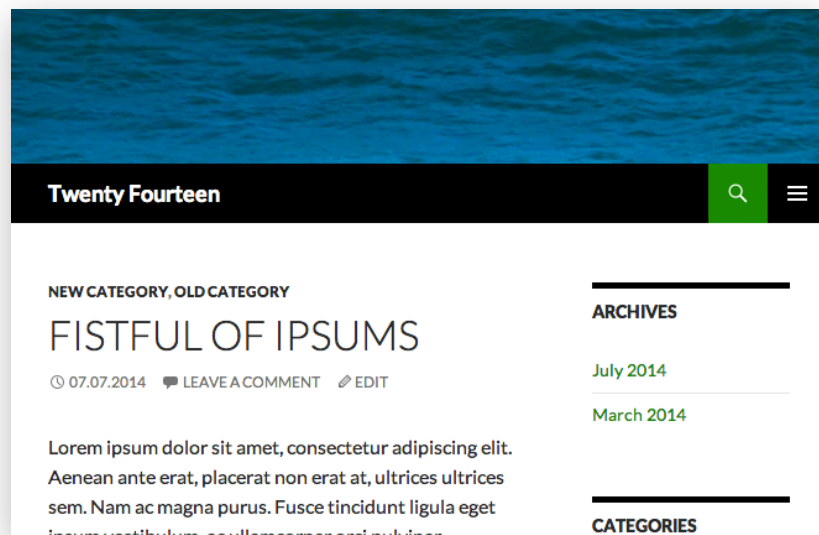 Twenty Fourteen
NEW CATEGORY, OLD CATEGORY
FISTFUL OF IPSUMS
07.07.2014 LEAVE A COMMENT EDIT
Lorem ipsum dolor sit amet, consectetur adipiscing elit.
Aenean ante erat, placerat non erat at, ultrices ultrices
sem. Nam ac magna purus. Fusce tincidunt ligula eget
ARCHIVES
July 2014
March 2014
CATEGORIES